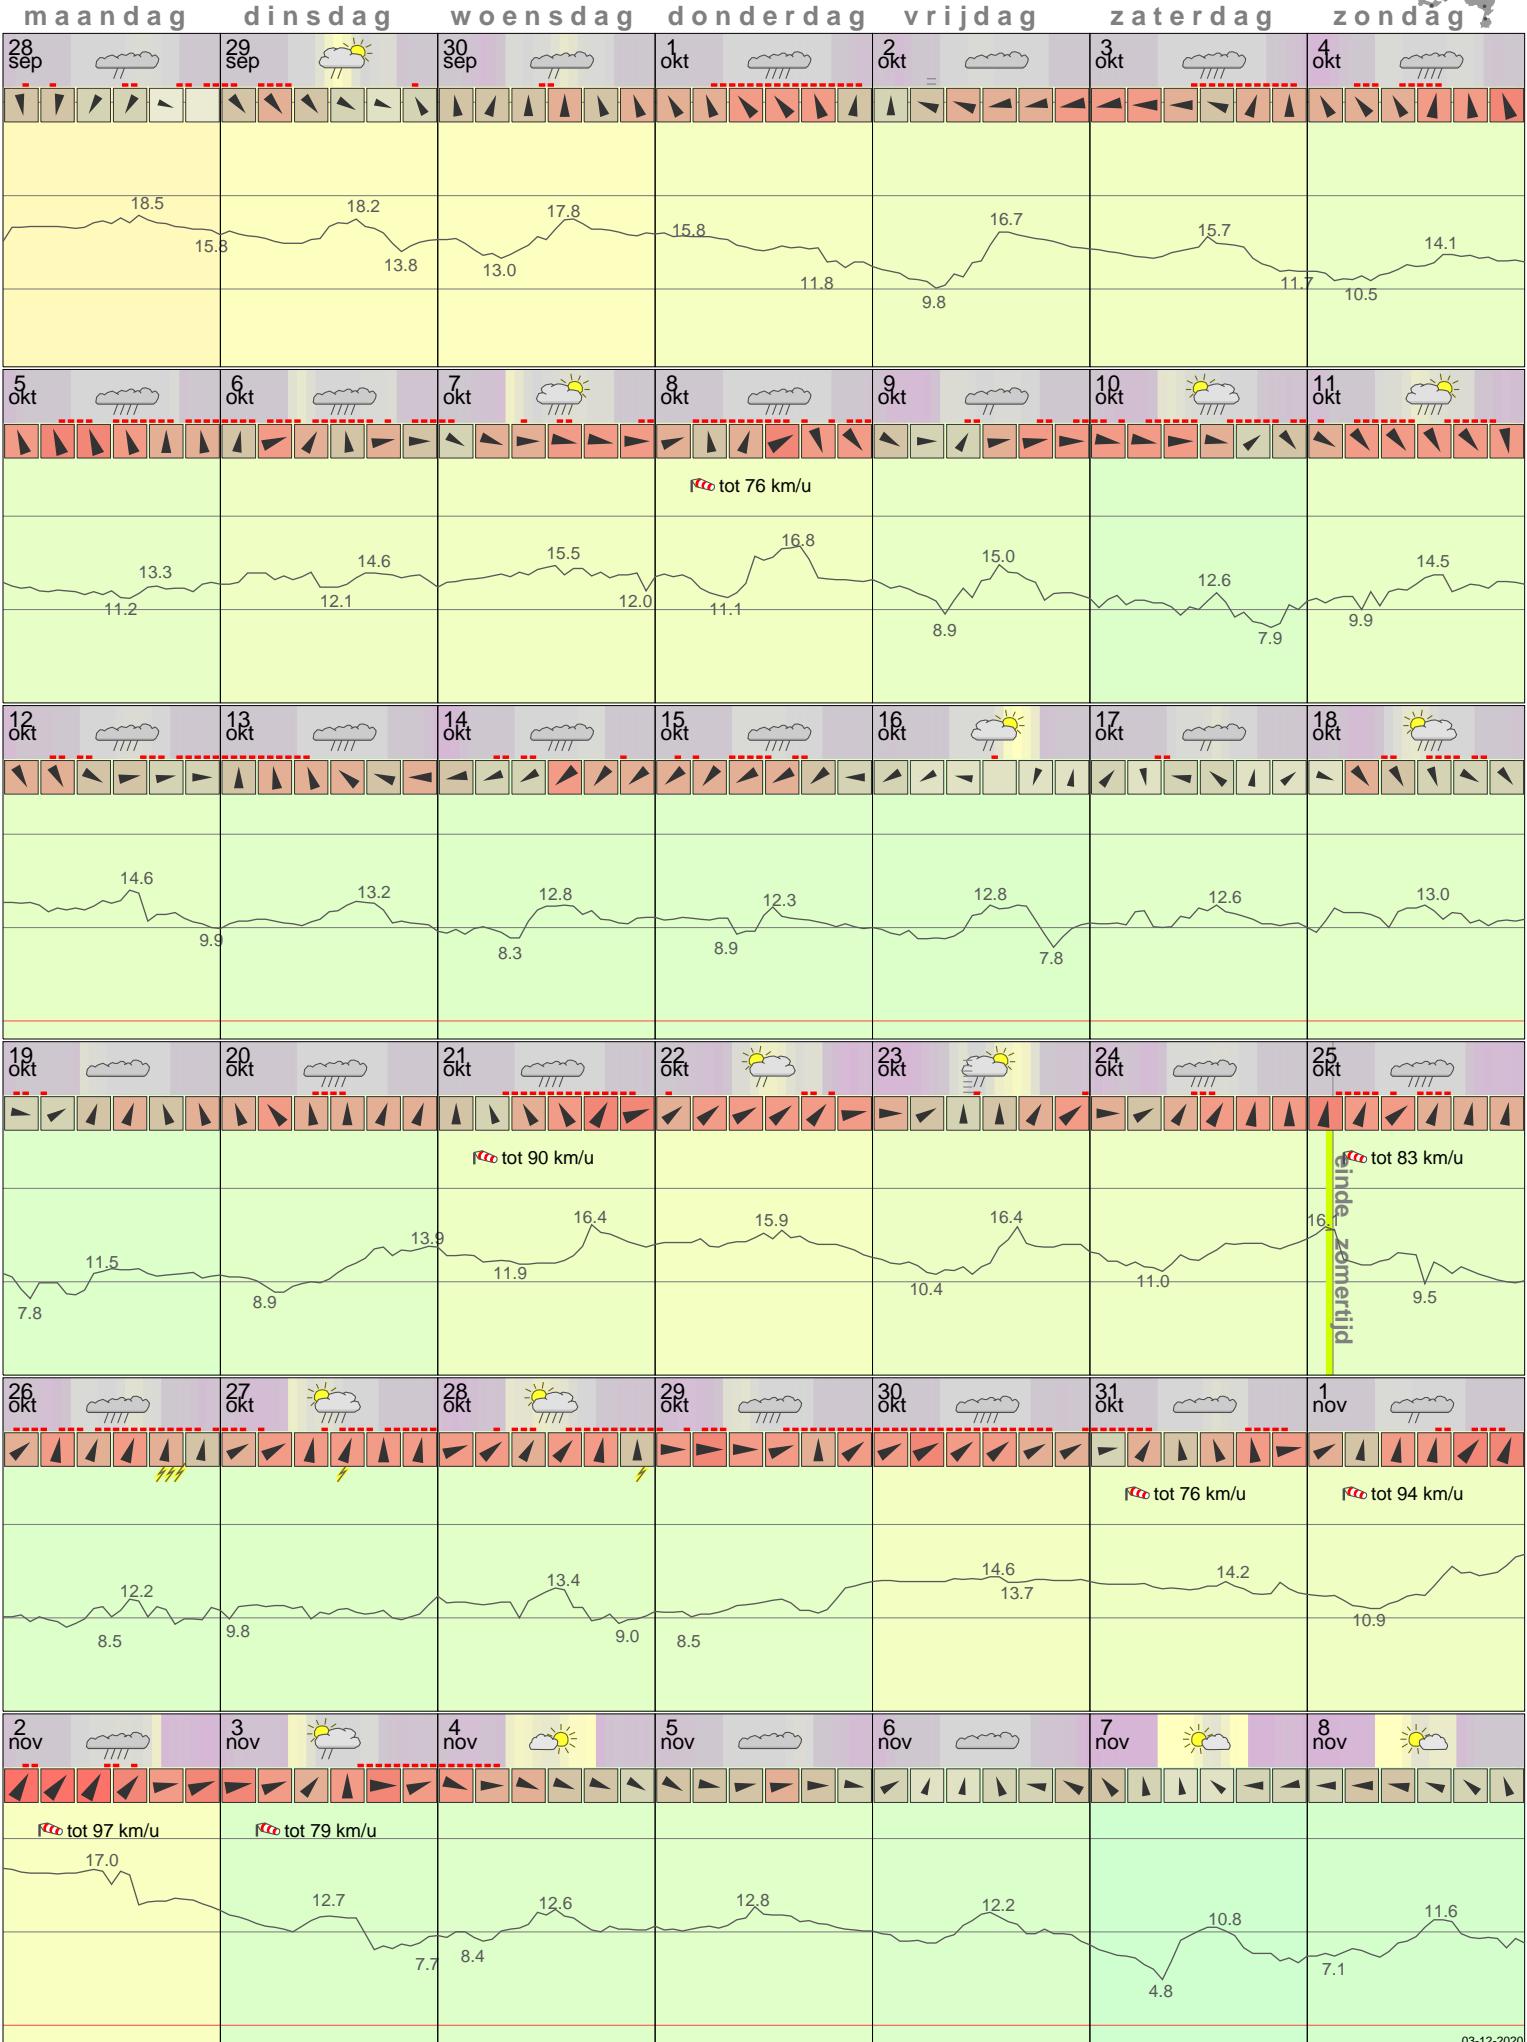 maandag dinsdag woensdag donderdag vrijdag zaterdag zondag
28 29 30 1 2 3 4
sep sep sep okt okt okt okt
18.5 15.8 18.2 13.8 13.0 17.8 15.8 11.8 9.8 16.7 15.7 11.7 10.5 14.1
5 6 7 8 9 10 11
okt okt okt okt okt okt okt
tot 76 km/u
11.2 13.3 12.1 14.6 15.5 12.0 11.1 16.8 8.9 15.0 12.6 7.9 9.9 14.5
12 13 14 15 16 17 18
okt okt okt okt okt okt okt
14.6 9.9 13.2 8.3 12.8 8.9 12.3 12.8 7.8 12.6 13.0
19 20 21 22 23 24 25
okt okt okt okt okt okt okt
tot 90 km/u tot 83 km/u
einde zomertijd
7.8 11.5 8.9 13.9 11.9 16.4 15.9 10.4 16.4 11.0 16.1 9.5
26 27 28 29 30 31 1
okt okt okt okt okt okt nov
tot 76 km/u tot 94 km/u
8.5 12.2 9.8 13.4 9.0 8.5 14.6 13.7 14.2 10.9
2 3 4 5 6 7 8
nov nov nov nov nov nov nov
tot 97 km/u tot 79 km/u
17.0 12.7 7.7 8.4 12.6 12.8 12.2 4.8 10.8 7.1 11.6
03-12-2020